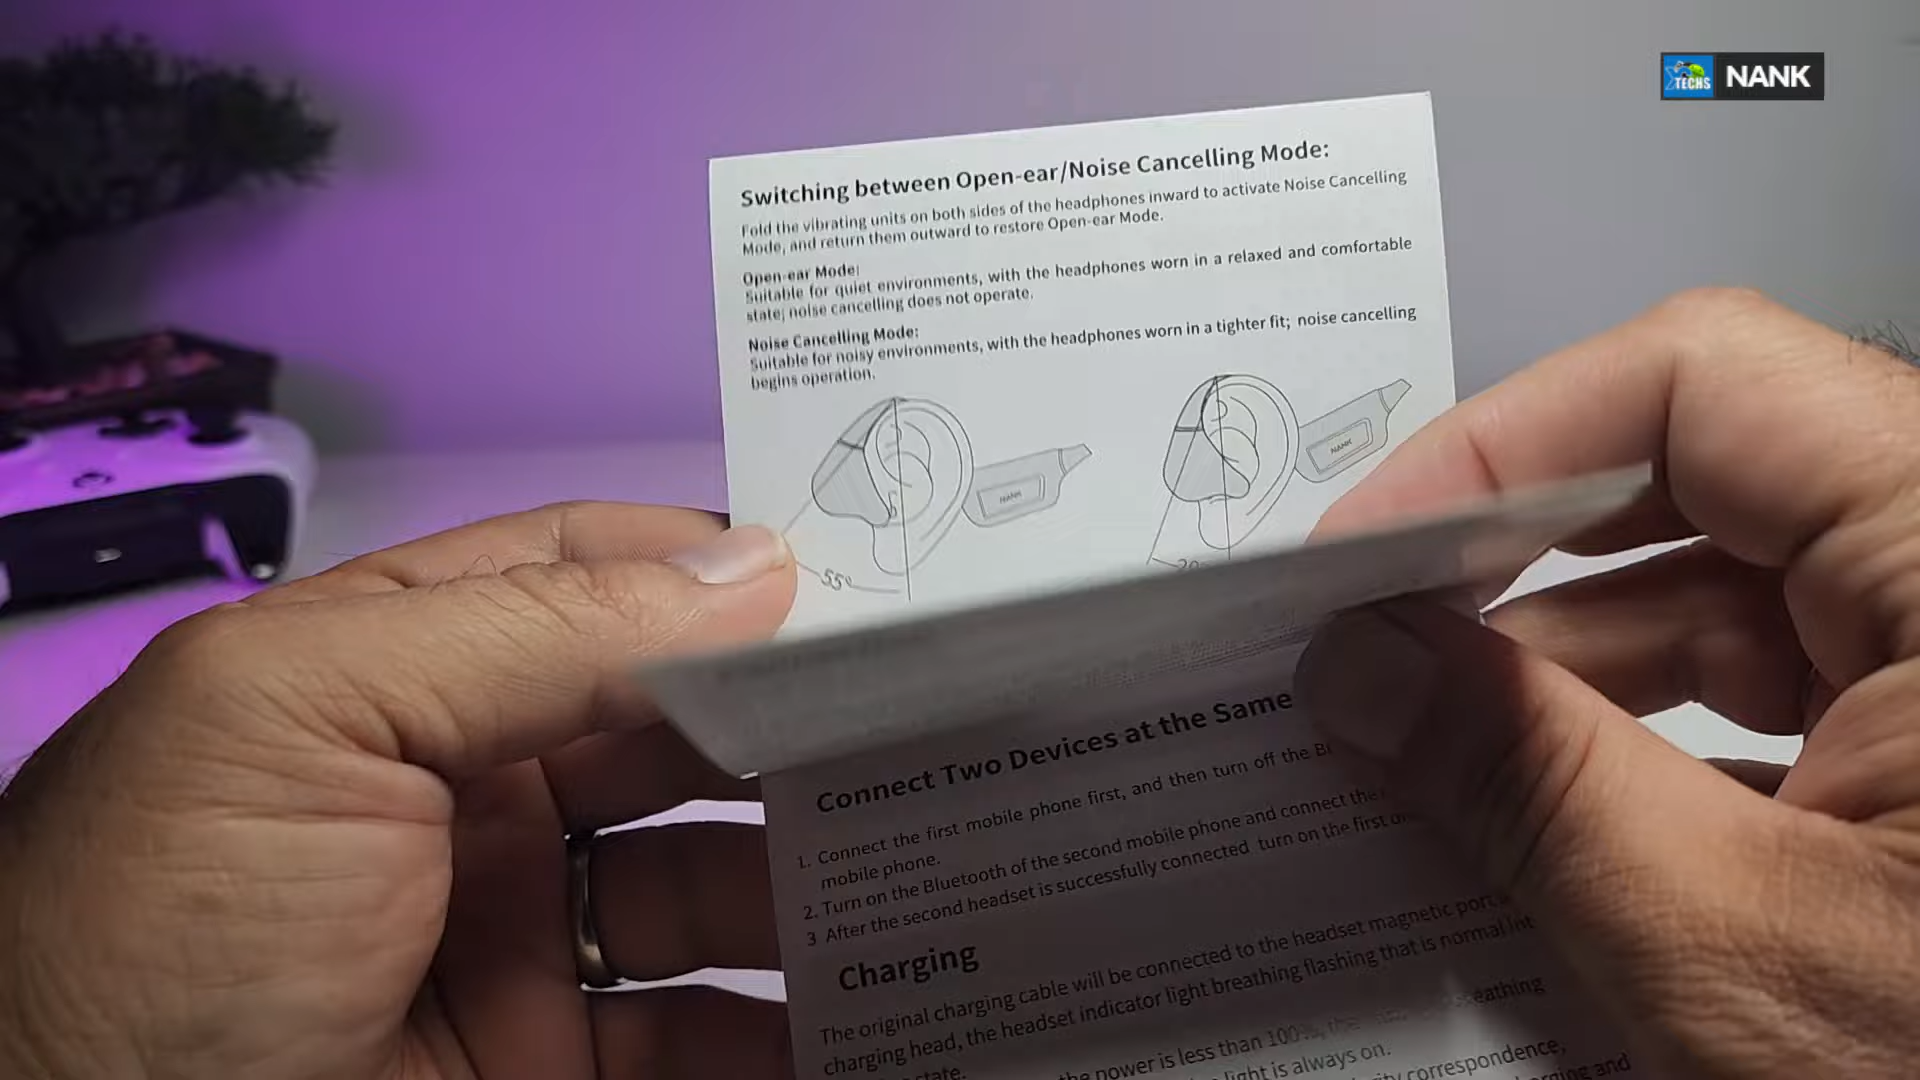 TECHS
NANK
Switching between Open-ear/Noise Cancelling Mode:
Fold the vibrating units on both sides of the headphones inward to activate Noise Cancelling
Mode, and return them outward to restore Open-ear Mode.
Open-ear Mode:
Suitable for quiet environments, with the headphones worn in a relaxed and comfortable
state; noise cancelling does not operate.
Noise Cancelling Mode:
Suitable for noisy environments, with the headphones worn in a tighter fit; noise cancelling
begins operation.
NANK
NANK
55°
Connect Two Devices at the Same
1. Connect the first mobile phone first, and then turn off the
mobile phone.
2. Turn on the Bluetooth of the second mobile phone and connect the
3 After the second headset is successfully connected turn on the first
Charging
The original charging cable will be connected to the headset magnetic port
charging head, the headset indicator light breathing flashing that is normal
state.
the power is less than 100%, the breathing
light is always on.
correspondence,
and